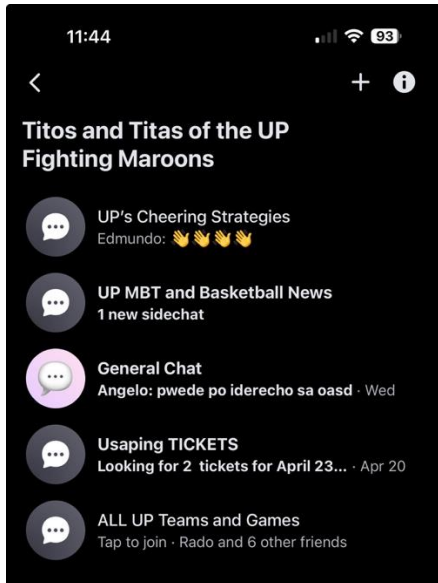 11:44
93
Titos and Titas of the UP
Fighting Maroons
UP's Cheering Strategies
Edmundo: 👋👋👋👋
UP MBT and Basketball News
1 new sidechat
General Chat
Angelo: pwede po iderecho sa oasd · Wed
Usaping TICKETS
Looking for 2 tickets for April 23... · Apr 20
ALL UP Teams and Games
Tap to join · Rado and 6 other friends